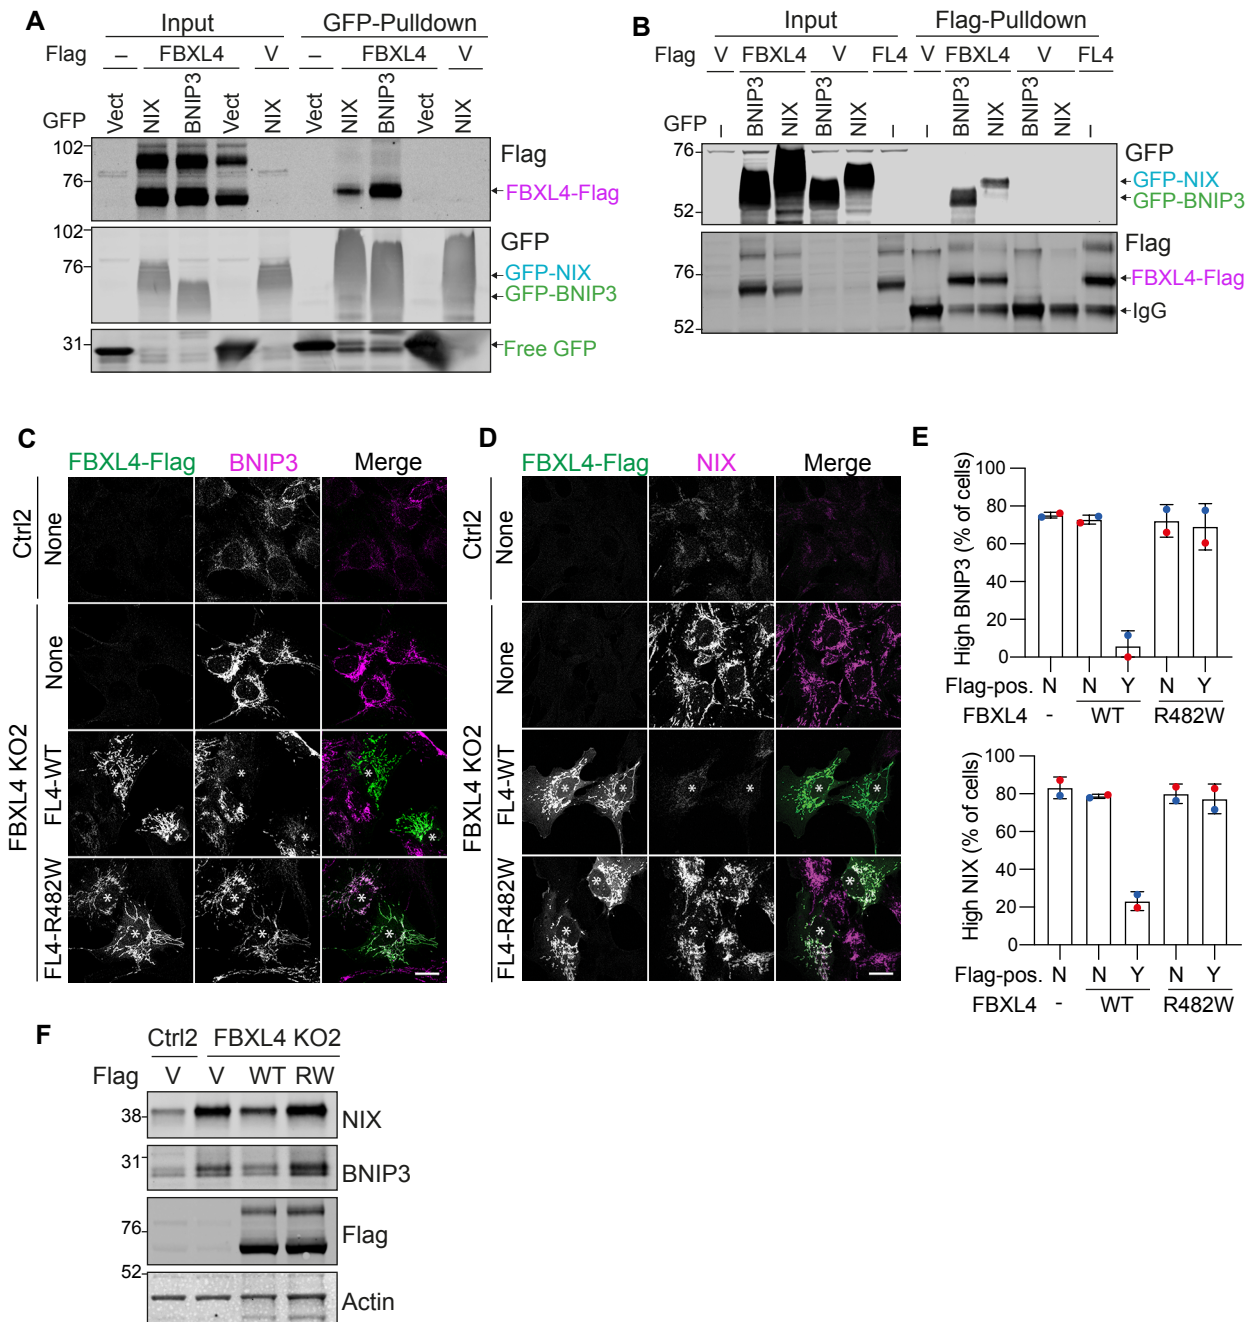 A
Input
GFP-Pulldown
Flag
–
FBXL4
V
–
FBXL4
V
GFP
Vect
NIX
BNIP3
Vect
NIX
Vect
NIX
BNIP3
Vect
NIX
102
76
Flag
FBXL4-Flag
102
76
GFP
GFP-NIX
GFP-BNIP3
31
Free GFP
B
Input
Flag-Pulldown
Flag
V
FBXL4
V
FL4
V
FBXL4
V
FL4
GFP
–
BNIP3
NIX
BNIP3
NIX
–
–
BNIP3
NIX
BNIP3
NIX
–
76
52
GFP
GFP-NIX
GFP-BNIP3
76
52
Flag
FBXL4-Flag
IgG
C
FBXL4-Flag
BNIP3
Merge
Ctrl2
None
FBXL4 KO2
None
FL4-WT
* * *
* * *
FL4-R482W
* * *
* * *
D
FBXL4-Flag
NIX
Merge
Ctrl2
None
FBXL4 KO2
None
FL4-WT
* * * * * *
FL4-R482W
* * *
* * *
E
High BNIP3 (% of cells)
100
80
60
40
20
0
Flag-pos. N N Y N Y
FBXL4 - WT R482W
High NIX (% of cells)
100
80
60
40
20
0
Flag-pos. N N Y N Y
FBXL4 - WT R482W
F
Ctrl2
FBXL4 KO2
Flag V V WT RW
38
NIX
31
BNIP3
76
Flag
52
Actin